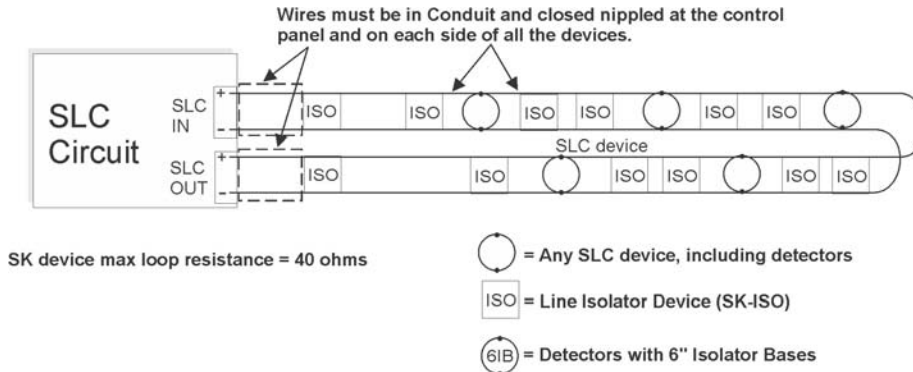 Wires must be in Conduit and closed nippled at the control
panel and on each side of all the devices.
SLC
Circuit
SLC
IN
+
-
ISO ISO ISO ISO ISO ISO
SLC device
SLC
OUT
+
-
ISO ISO ISO ISO ISO ISO
SK device max loop resistance = 40 ohms
= Any SLC device, including detectors
ISO = Line Isolator Device (SK-ISO)
6IB = Detectors with 6" Isolator Bases